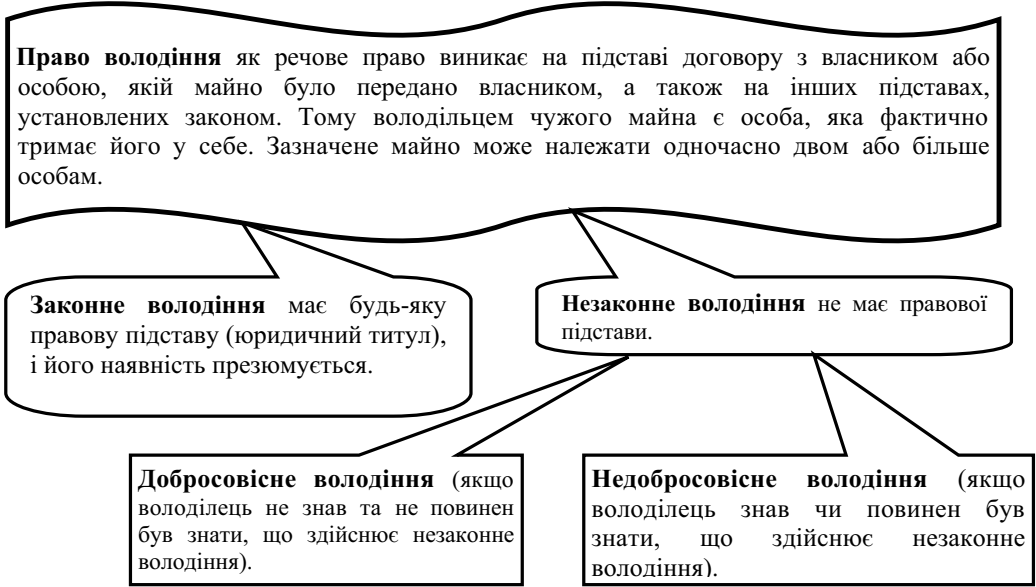 Право володіння як речове право виникає на підставі договору з власником або
особою, якій майно було передано власником, а також на інших підставах,
установлених законом. Тому володільцем чужого майна є особа, яка фактично
тримає його у себе. Зазначене майно може належати одночасно двом або більше
особам.
Законне володіння має будь-яку
правову підставу (юридичний титул),
і його наявність презюмується.
Незаконне володіння не має правової
підстави.
Добросовісне володіння (якщо
володілець не знав та не повинен
був знати, що здійснює незаконне
володіння).
Недобросовісне володіння (якщо
володілець знав чи повинен був
знати, що здійснює незаконне
володіння).